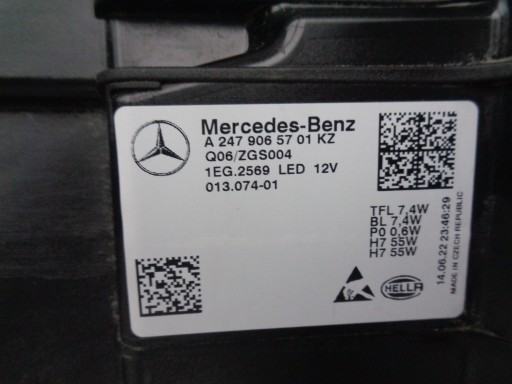 Mercedes-Benz
A 247 906 57 01 KZ
Q06/ZGS004
1EG.2569 LED 12V
013.074-01
TFL 7,4W
BL 7,4W
P0 0,6W
H7 55W
H7 55W
14.06.22 23:46:29
MADE IN CZECH REPUBLIC
HELLA